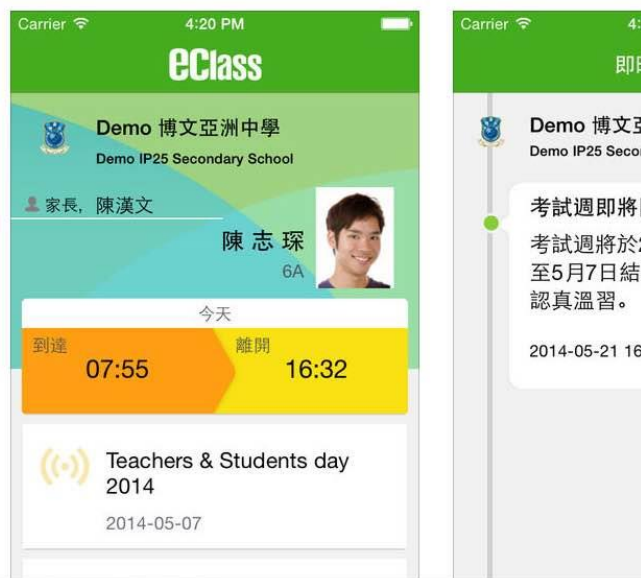 Carrier
4:20 PM
eClass
Demo 博文亞洲中學
Demo IP25 Secondary School
家長, 陳漢文
陳志琛
6A
今天
到達
07:55
離開
16:32
Teachers & Students day
2014
2014-05-07
Carrier
4:
即
Demo 博文
Demo IP25 Seco
考試週即將
考試週將於
至5月7日結
認真溫習。
2014-05-21 16